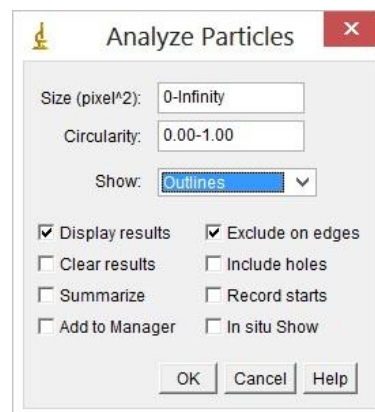 Analyze Particles
Size (pixel^2): 0-Infinity
Circularity: 0.00-1.00
Show: Outlines
Display results Exclude on edges
Clear results Include holes
Summarize Record starts
Add to Manager In situ Show
OK Cancel Help